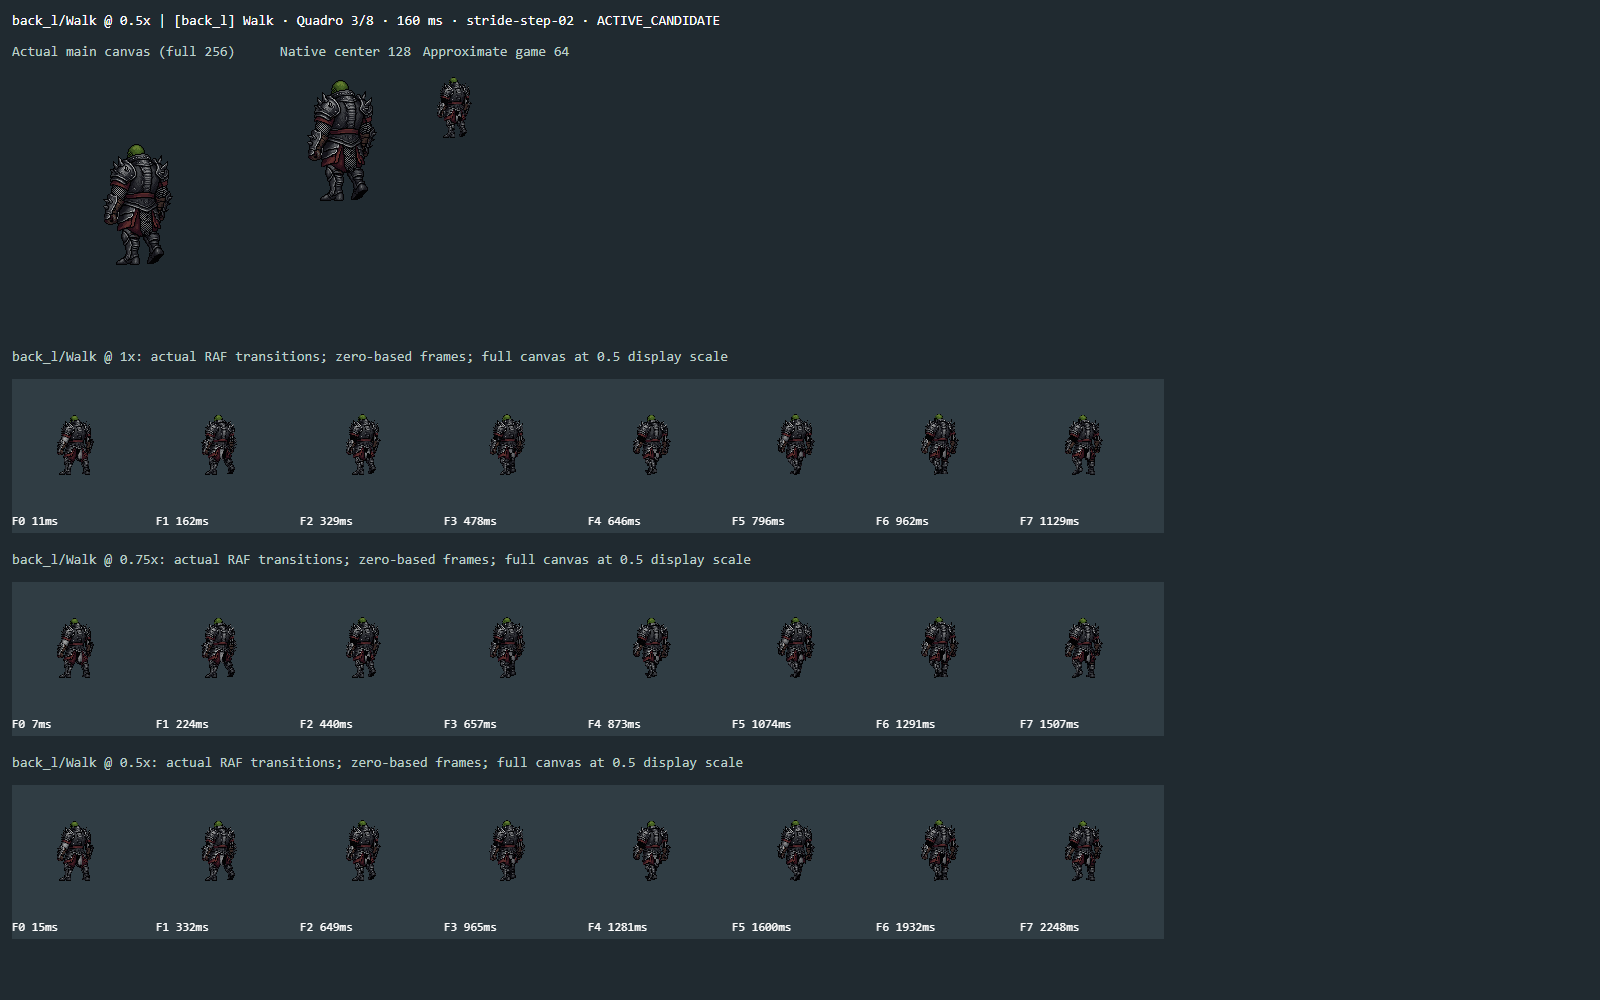 back_l/Walk @ 0.5x | [back_l] Walk · Quadro 3/8 · 160 ms · stride-step-02 · ACTIVE_CANDIDATE
Actual main canvas (full 256) Native center 128 Approximate game 64
back_l/Walk @ 1x: actual RAF transitions; zero-based frames; full canvas at 0.5 display scale
F0 11ms F1 162ms F2 329ms F3 478ms F4 646ms F5 796ms F6 962ms F7 1129ms
back_l/Walk @ 0.75x: actual RAF transitions; zero-based frames; full canvas at 0.5 display scale
F0 7ms F1 224ms F2 440ms F3 657ms F4 873ms F5 1074ms F6 1291ms F7 1507ms
back_l/Walk @ 0.5x: actual RAF transitions; zero-based frames; full canvas at 0.5 display scale
F0 15ms F1 332ms F2 649ms F3 965ms F4 1281ms F5 1600ms F6 1932ms F7 2248ms